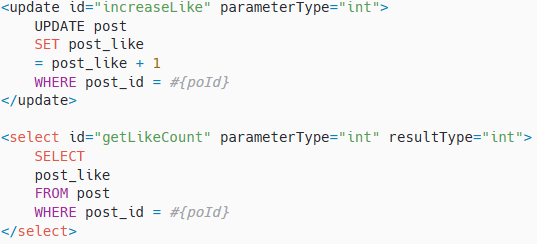 <update id="increaseLike" parameterType="int">
    UPDATE post
    SET post_like
    = post_like + 1
    WHERE post_id = #{poId}
</update>

<select id="getLikeCount" parameterType="int" resultType="int">
    SELECT
    post_like
    FROM post
    WHERE post_id = #{poId}
</select>